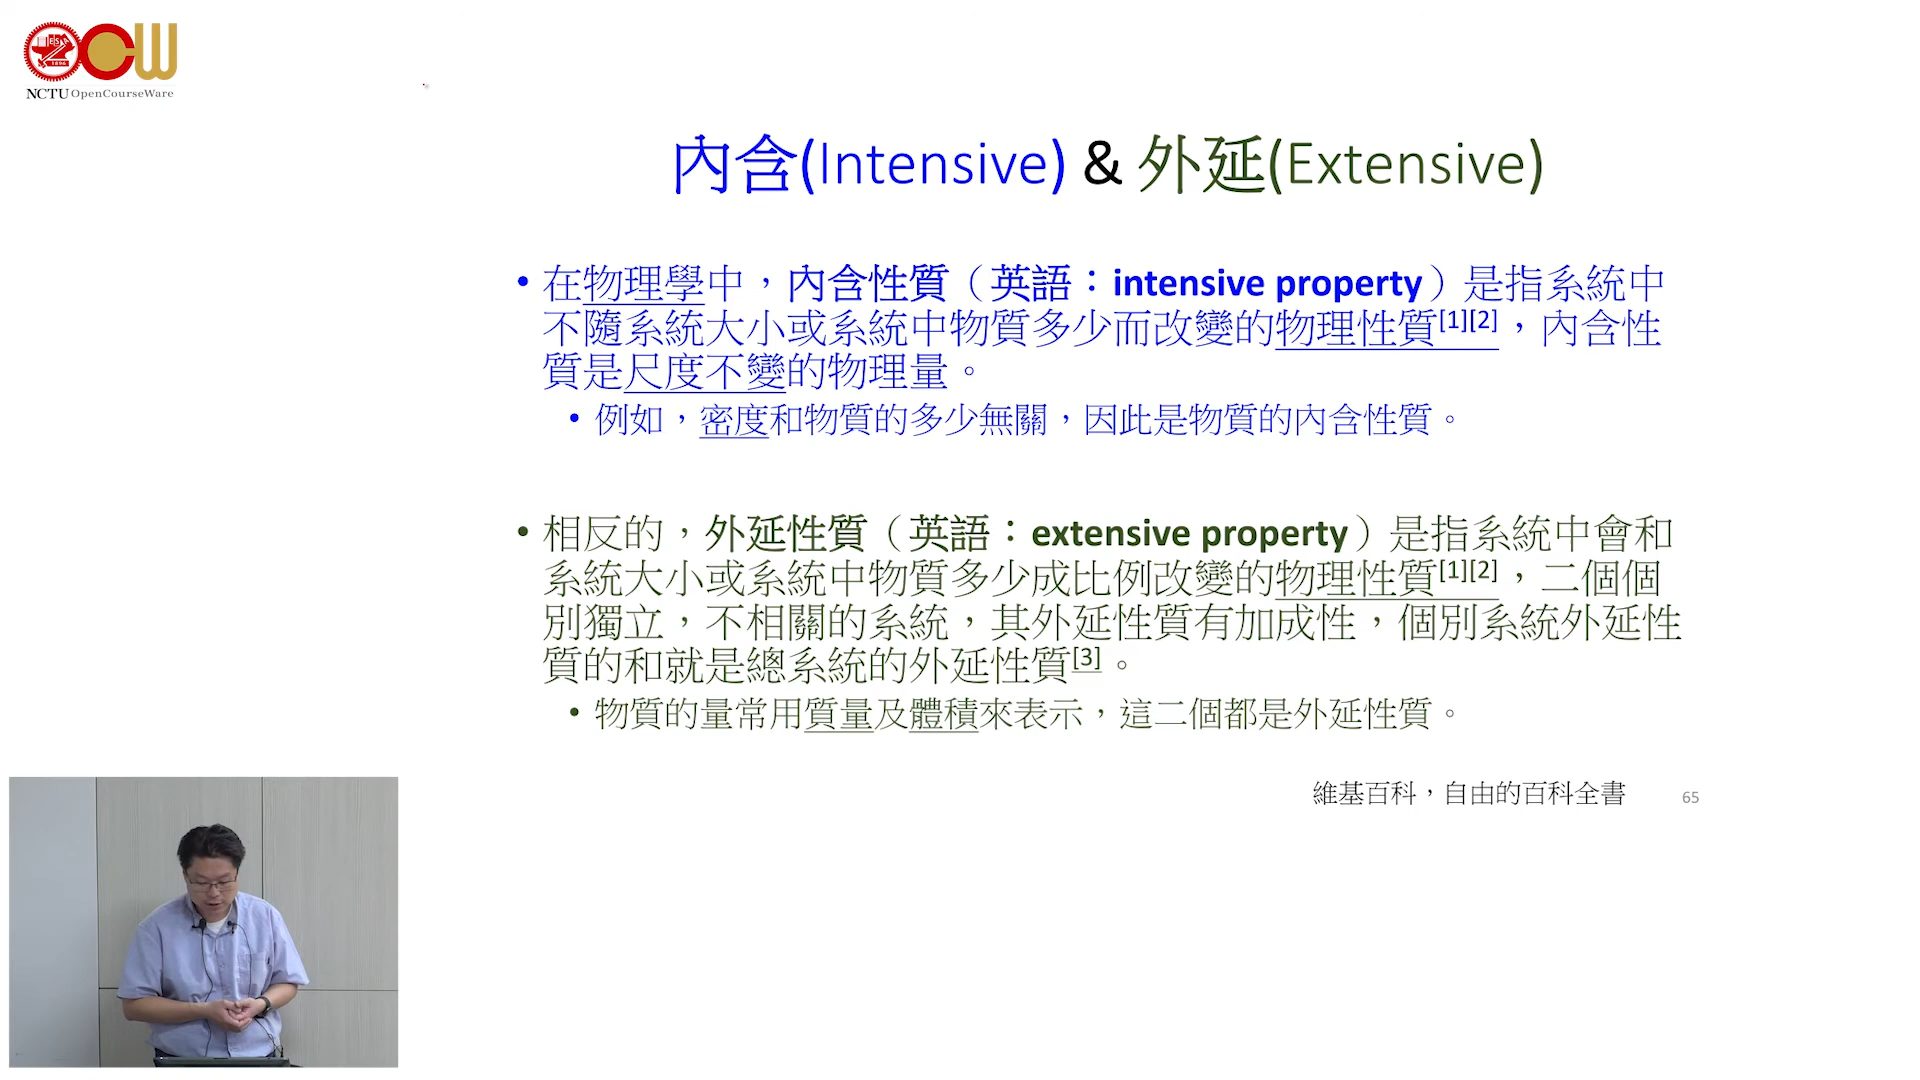 NCTU OpenCourseWare
內含(Intensive) & 外延(Extensive)
• 在物理學中，內含性質（英語：intensive property）是指系統中
不隨系統大小或系統中物質多少而改變的物理性質[1][2]，內含性
質是尺度不變的物理量。
• 例如，密度和物質的多少無關，因此是物質的內含性質。
• 相反的，外延性質（英語：extensive property）是指系統中會和
系統大小或系統中物質多少成比例改變的物理性質[1][2]，二個個
別獨立，不相關的系統，其外延性質有加成性，個別系統外延性
質的和就是總系統的外延性質[3]。
• 物質的量常用質量及體積來表示，這二個都是外延性質。
維基百科，自由的百科全書
65